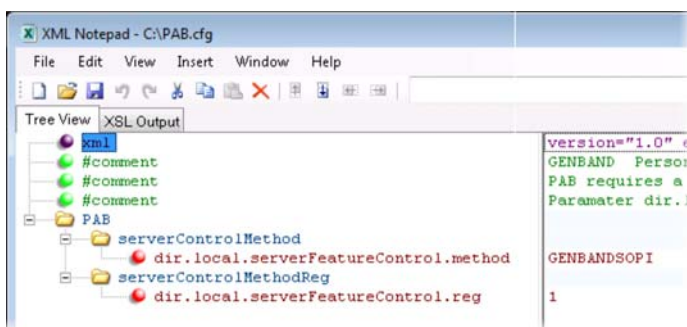 XML Notepad - C:\PAB.cfg
File Edit View Insert Window Help
Tree View XSL Output
xml version="1.0"
#comment GENBAND
#comment PAB requires a
#comment Paramater
PAB
serverControlMethod
dir.local.serverFeatureControl.method GENBANDSOPI
serverControlMethodReg
dir.local.serverFeatureControl.reg 1